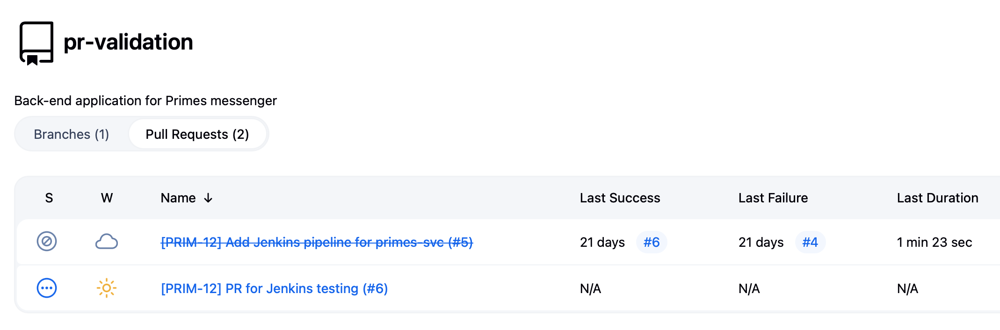 pr-validation
Back-end application for Primes messenger
Branches (1) Pull Requests (2)
S W Name ↓ Last Success Last Failure Last Duration
[PRIM-12] Add Jenkins pipeline for primes-svc (#5) 21 days #6 21 days #4 1 min 23 sec
[PRIM-12] PR for Jenkins testing (#6) N/A N/A N/A